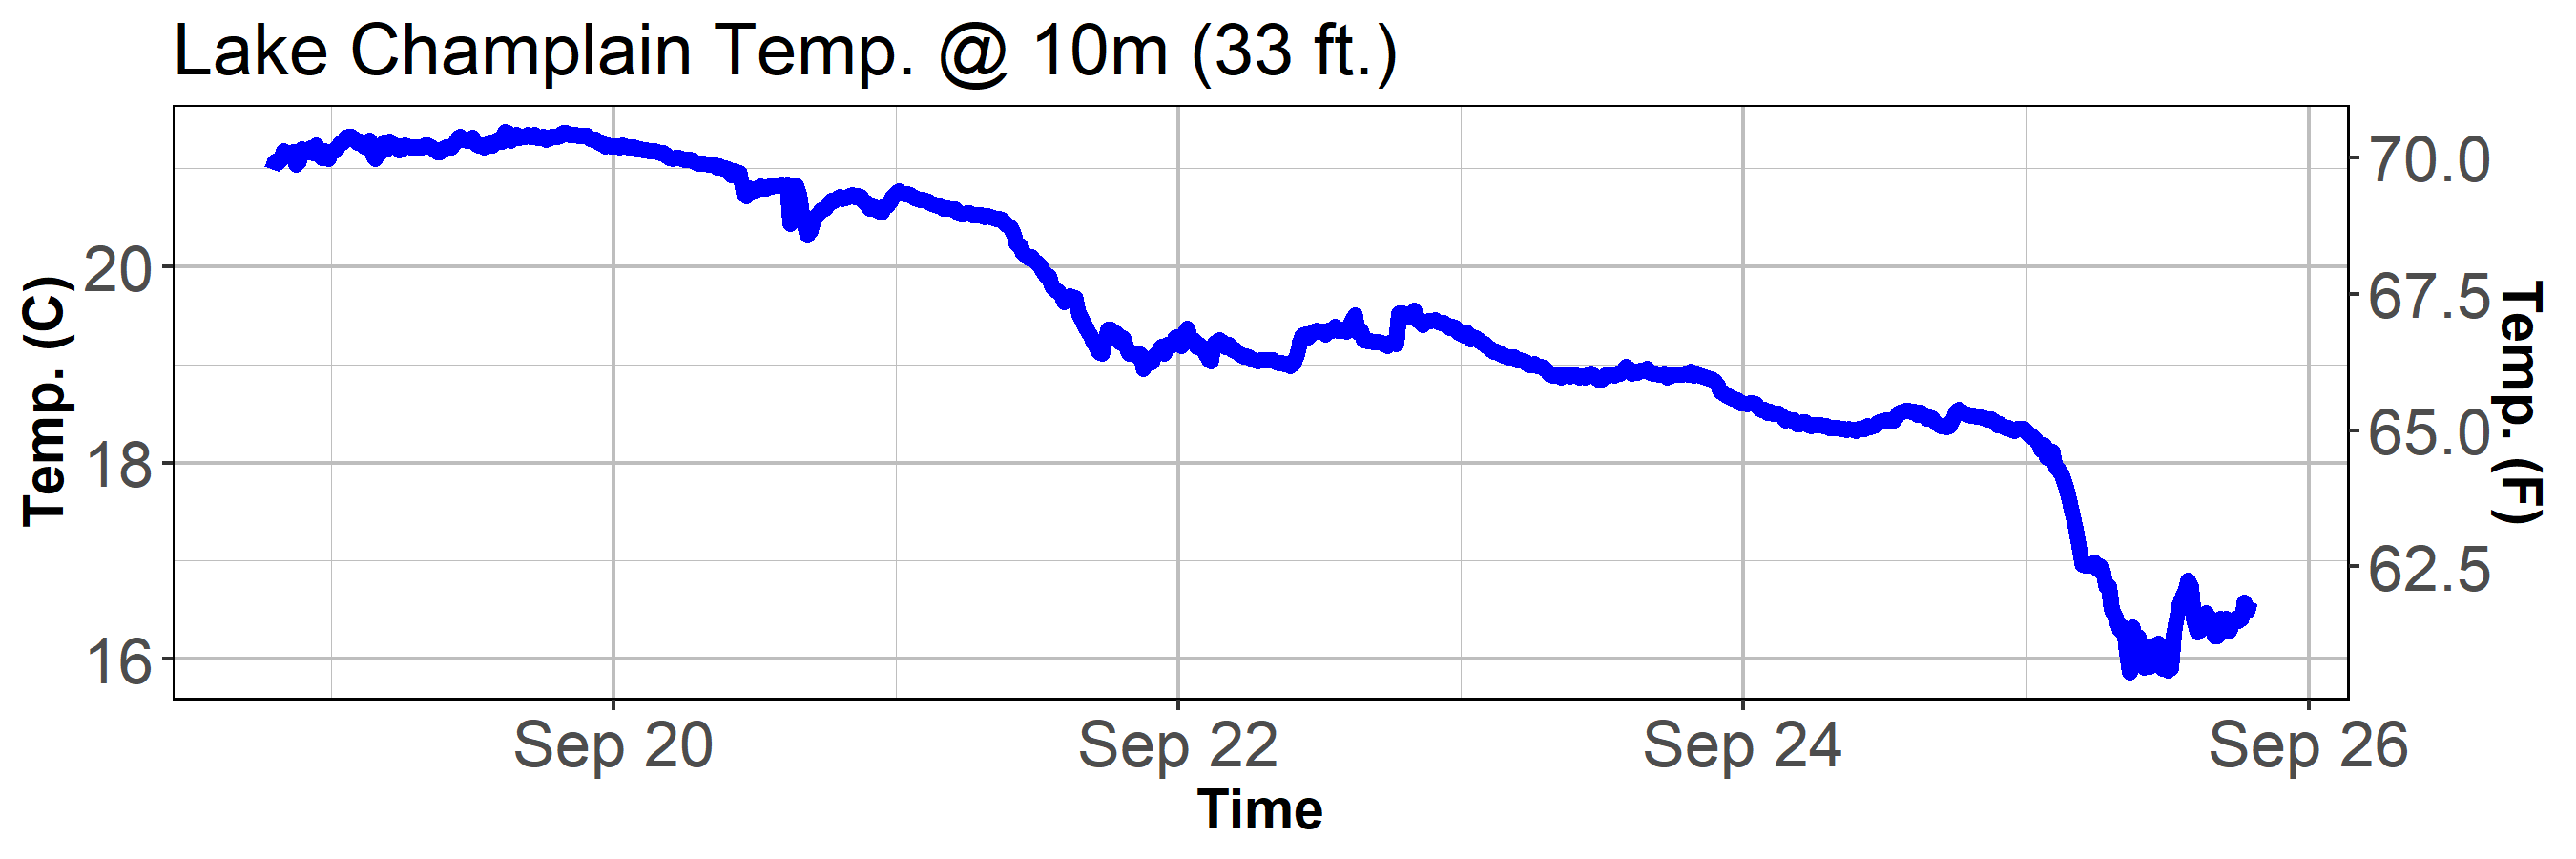 Lake Champlain Temp. @ 10m (33 ft.)
Temp. (C)
20
18
16
70.0
67.5
65.0
62.5
Temp. (F)
Sep 20
Sep 22
Sep 24
Sep 26
Time